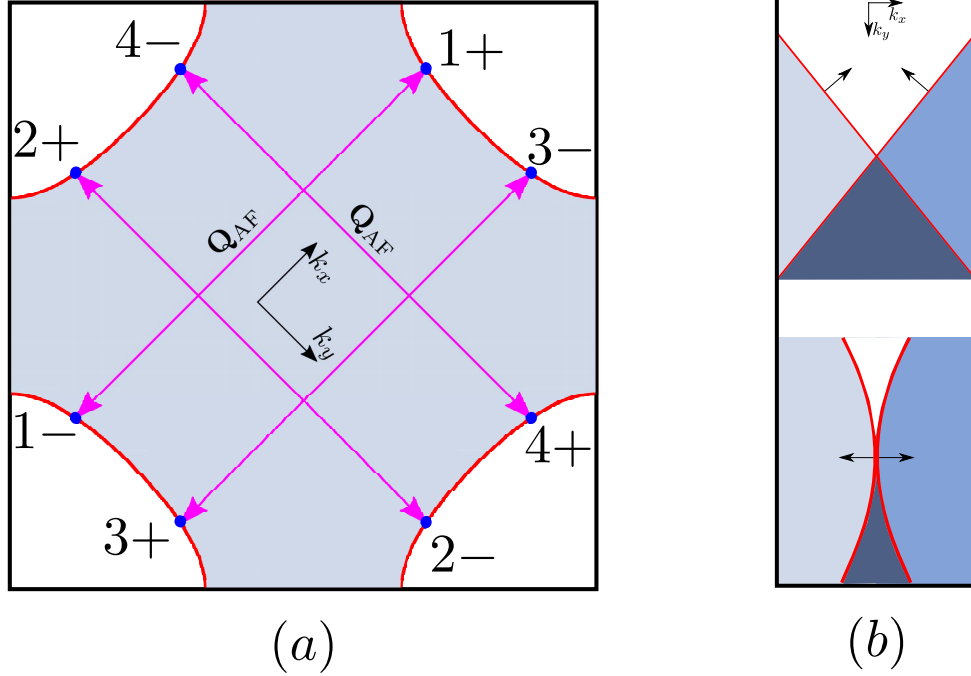 4− 1+
2+ 3−
Q_AF Q_AF
k_x
k_y
1− 4+
3+ 2−
(a)
k_x
k_y
(b)